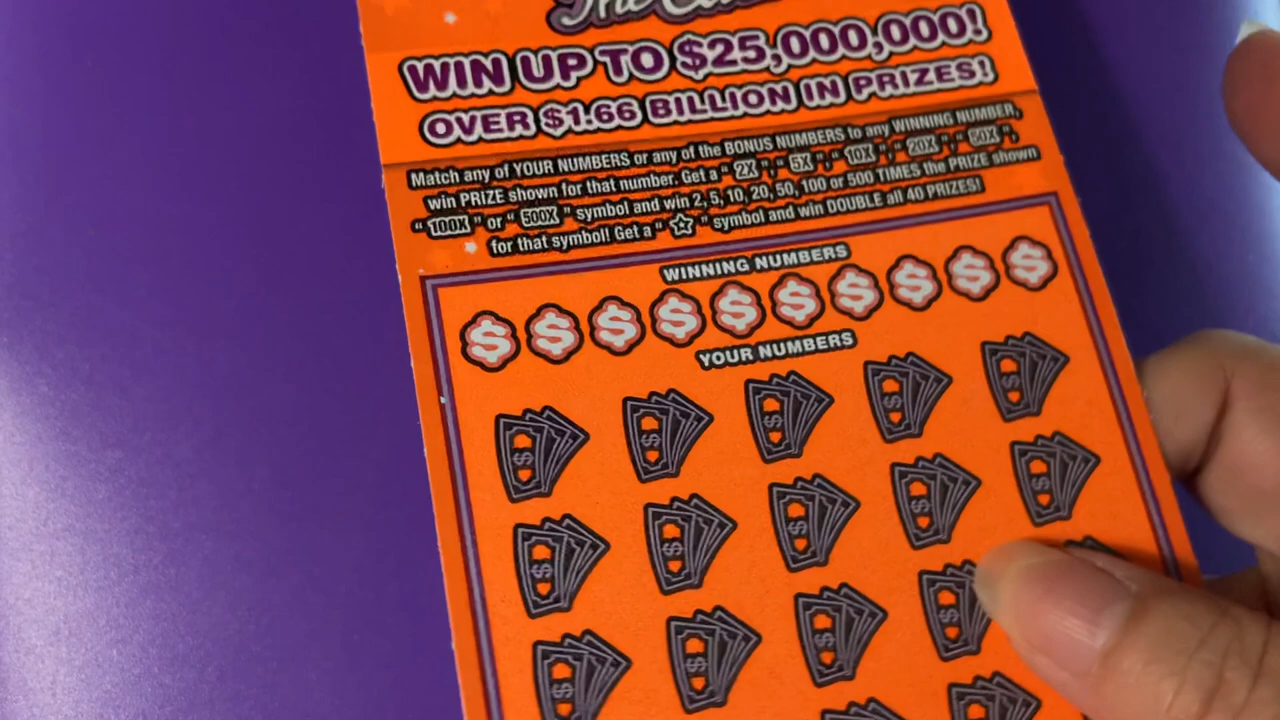 WIN UP TO $25,000,000!
OVER $1.66 BILLION IN PRIZES!
Match any of YOUR NUMBERS or any of the BONUS NUMBERS to any WINNING NUMBER,
win PRIZE shown for that number. Get a "2X", "5X", "10X", "20X", "50X",
"100X" or "500X" symbol and win 2, 5, 10, 20, 50, 100 or 500 TIMES the PRIZE shown
for that symbol! Get a "☆" symbol and win DOUBLE all 40 PRIZES!
WINNING NUMBERS
$ $ $ $ $ $ $ $ $ $
YOUR NUMBERS
$ $ $ $ $
$ $ $ $ $
$ $ $ $